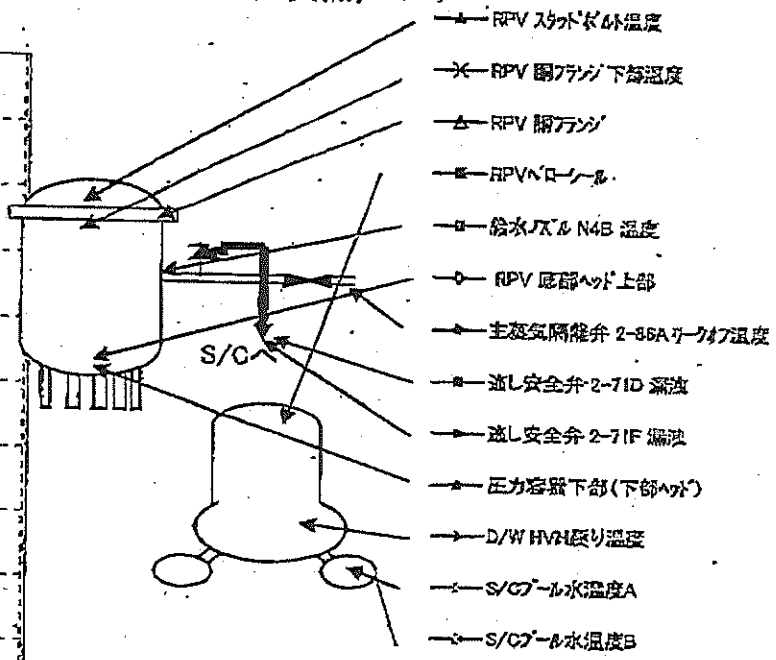 RPV スタッドボルト温度
RPV 胴フランジ下部温度
RPV 胴フランジ
RPVベローシール
給水ノズル N4B 温度
RPV 底部ヘッド上部
主蒸気隔離弁 2-86A リークオフ温度
S/Cへ
逃し安全弁 2-71D 漏洩
逃し安全弁 2-71F 漏洩
圧力容器下部(下部ヘッド)
D/W HVH戻り温度
S/Cプール水温度A
S/Cプール水温度B